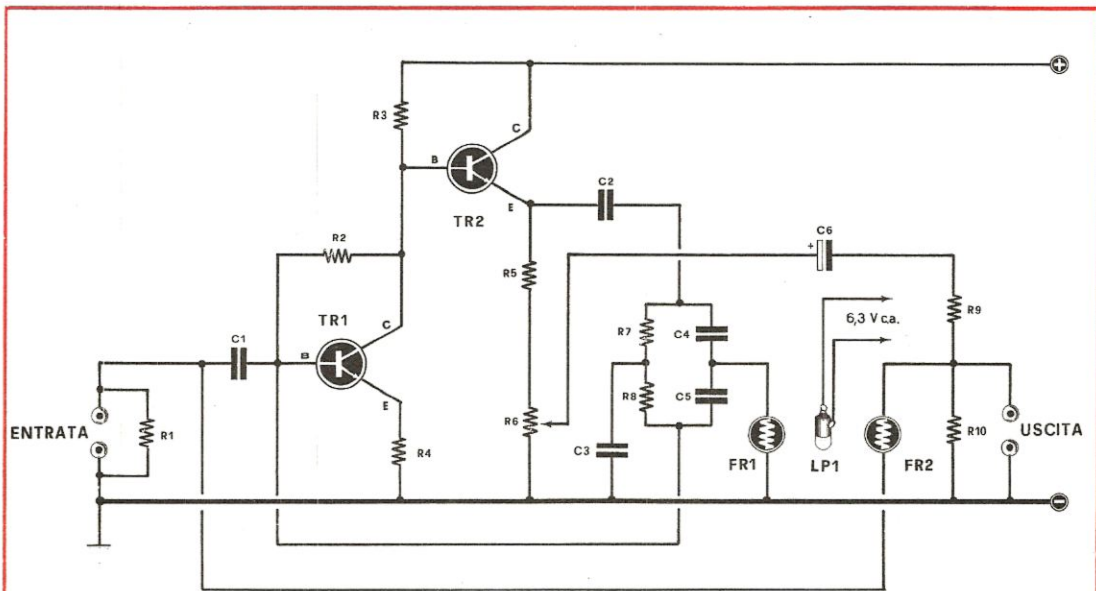 +
R3
C
B
C2
E
TR2
C6
+
R2
R5
R9
6,3 V c.a.
TR1
C
R7
C4
C1
B
R8
C5
E
R6
ENTRATA
R1
R10
USCITA
R4
C3
FR1
LP1
FR2
-